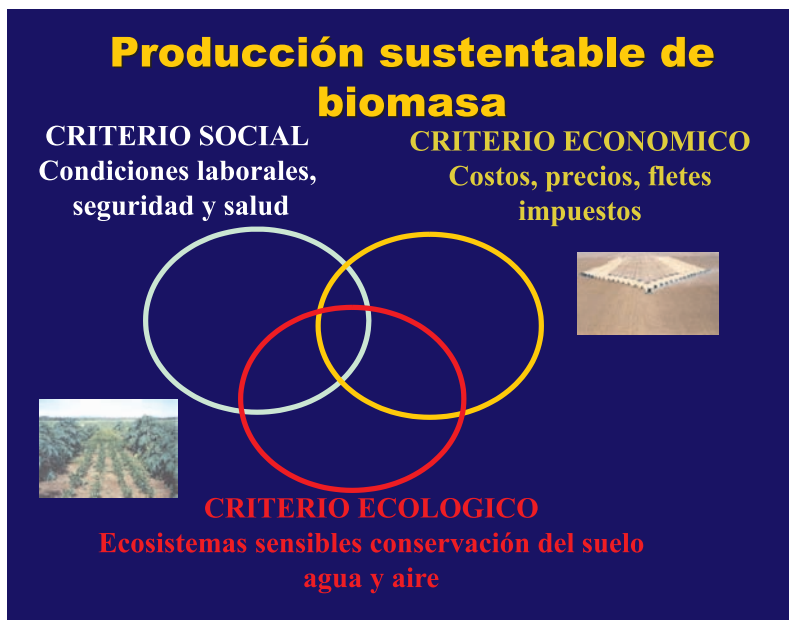 Producción sustentable de
biomasa
CRITERIO SOCIAL
Condiciones laborales,
seguridad y salud
CRITERIO ECONOMICO
Costos, precios, fletes
impuestos
CRITERIO ECOLOGICO
Ecosistemas sensibles conservación del suelo
agua y aire